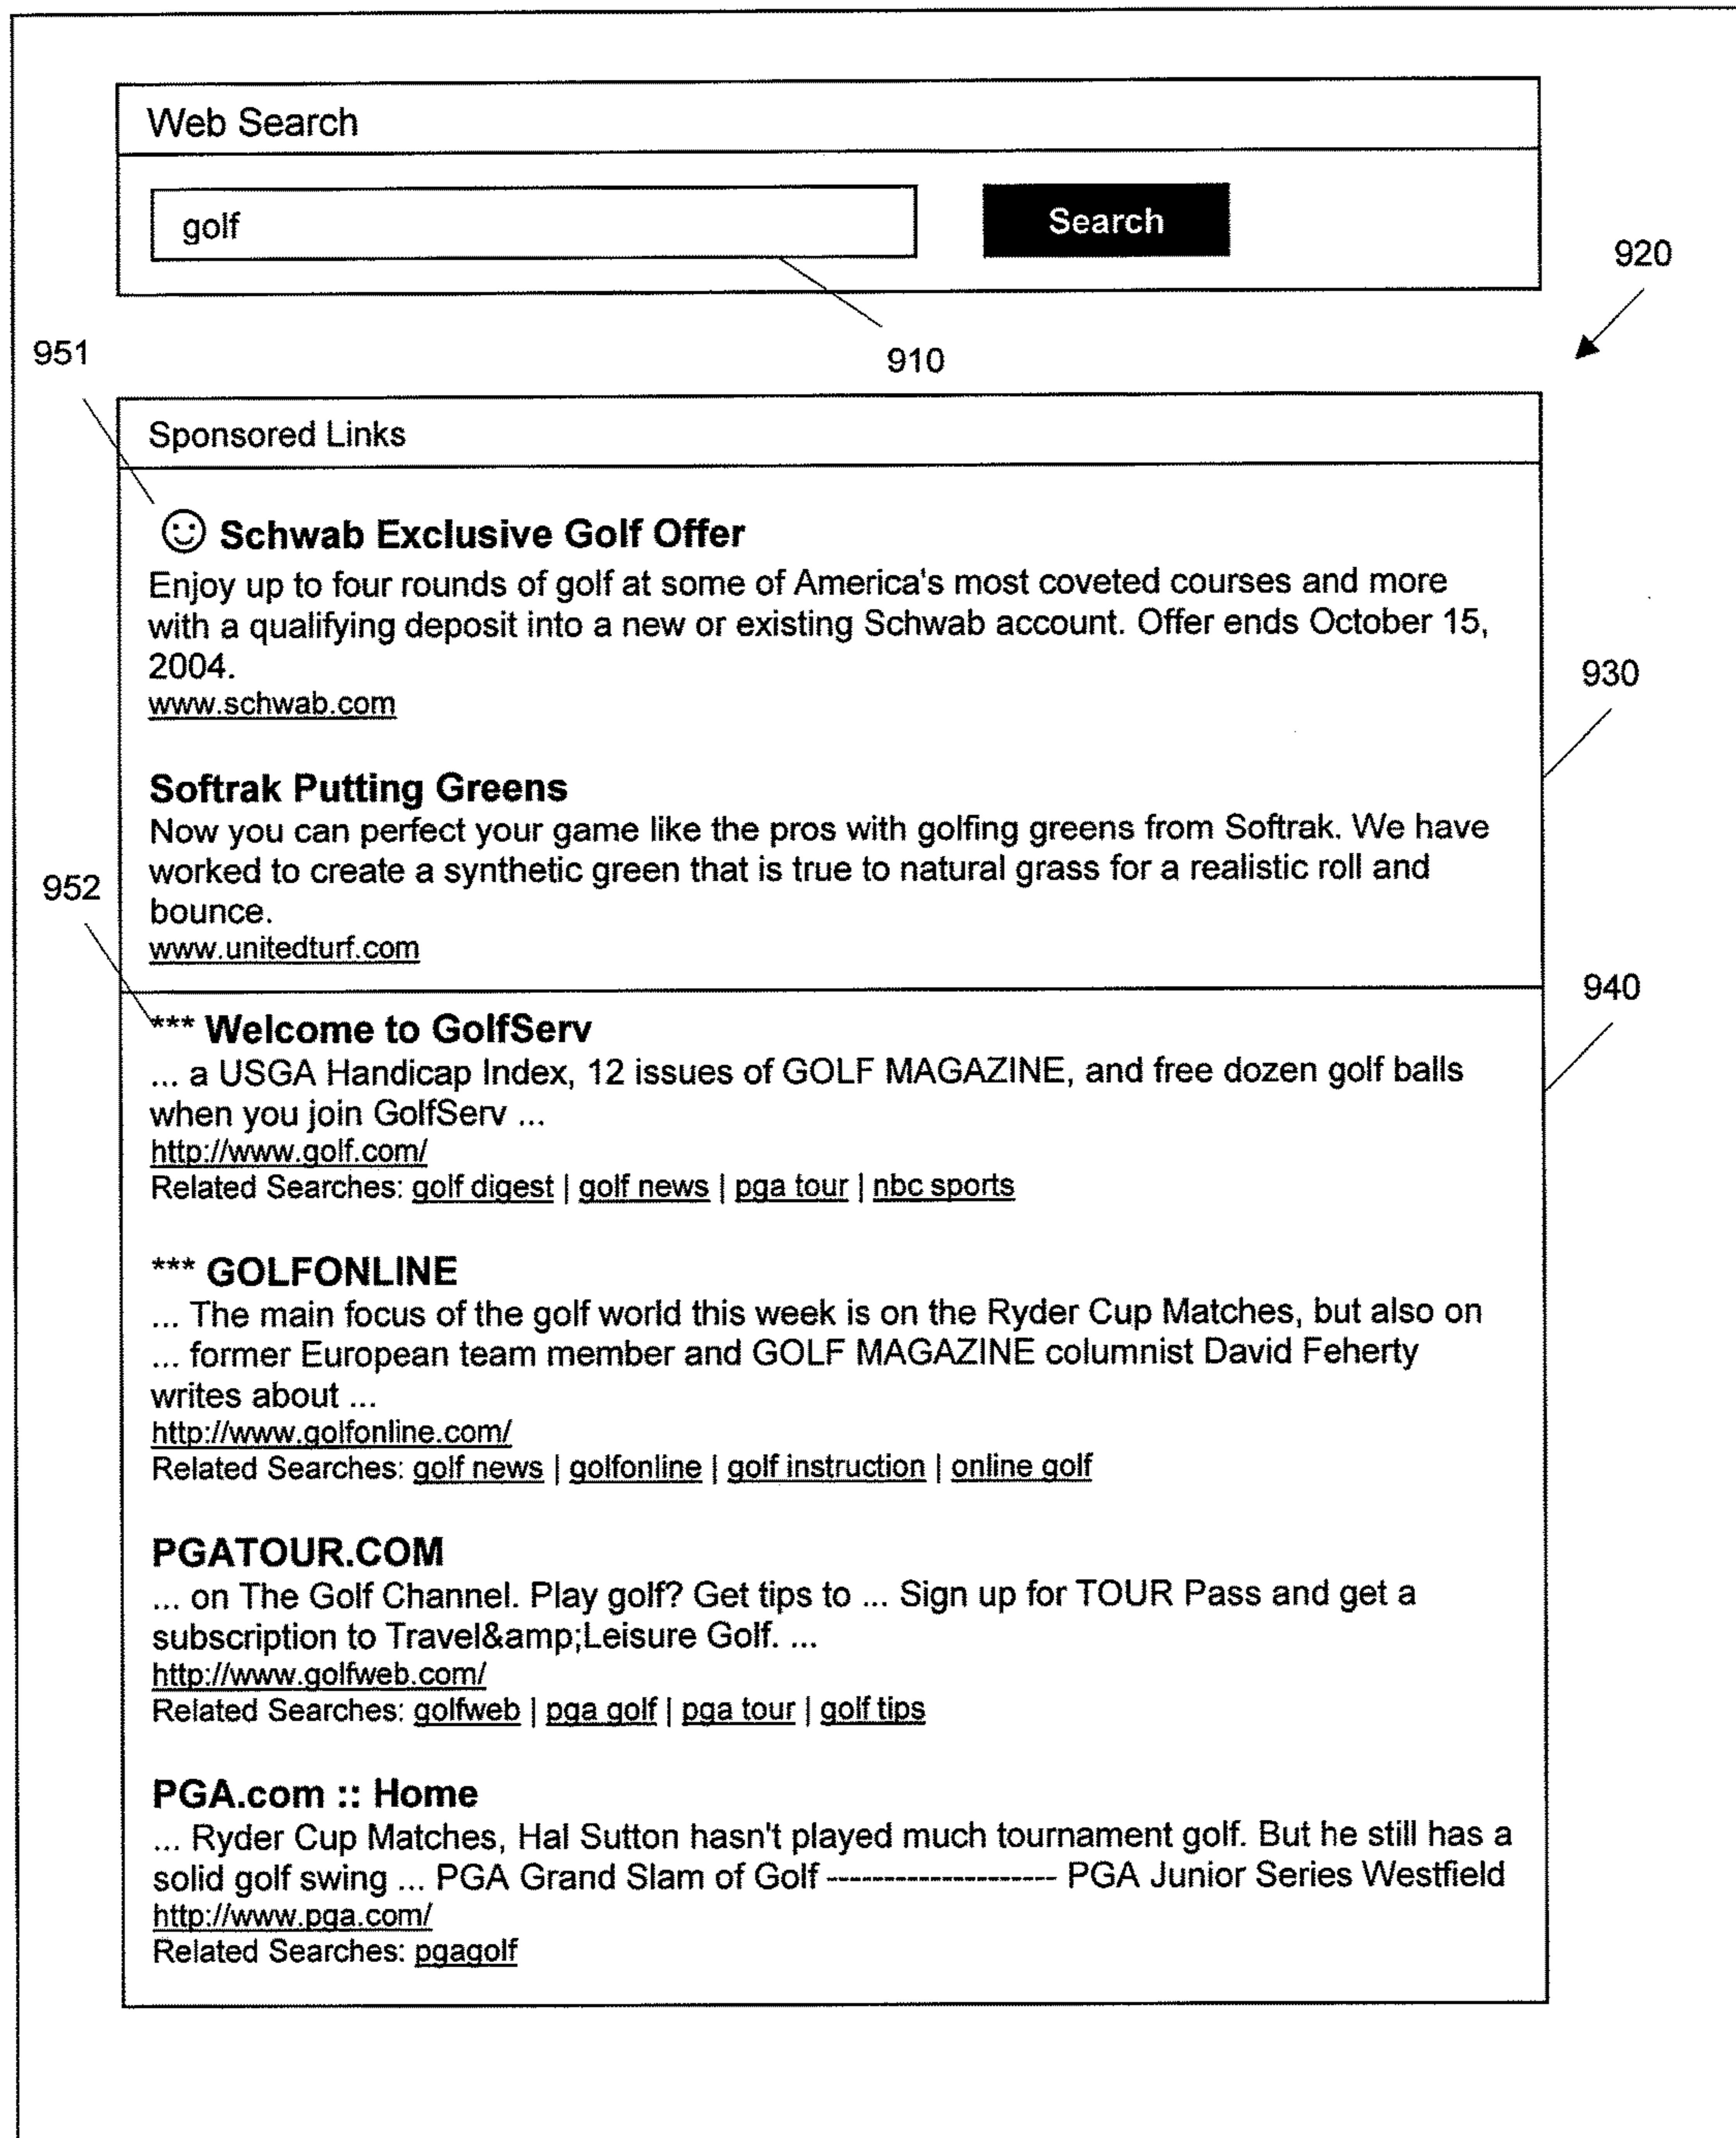 Web Search
golf
Search
920
951
910
Sponsored Links
☺ Schwab Exclusive Golf Offer
Enjoy up to four rounds of golf at some of America's most coveted courses and more
with a qualifying deposit into a new or existing Schwab account. Offer ends October 15,
2004.
www.schwab.com
930
Softrak Putting Greens
Now you can perfect your game like the pros with golfing greens from Softrak. We have
worked to create a synthetic green that is true to natural grass for a realistic roll and
bounce.
www.unitedturf.com
952
940
*** Welcome to GolfServ
... a USGA Handicap Index, 12 issues of GOLF MAGAZINE, and free dozen golf balls
when you join GolfServ ...
http://www.golf.com/
Related Searches: golf digest | golf news | pga tour | nbc sports
*** GOLFONLINE
... The main focus of the golf world this week is on the Ryder Cup Matches, but also on
... former European team member and GOLF MAGAZINE columnist David Feherty
writes about ...
http://www.golfonline.com/
Related Searches: golf news | golfonline | golf instruction | online golf
PGATOUR.COM
... on The Golf Channel. Play golf? Get tips to ... Sign up for TOUR Pass and get a
subscription to Travel&amp;Leisure Golf. ...
http://www.golfweb.com/
Related Searches: golfweb | pga golf | pga tour | golf tips
PGA.com :: Home
... Ryder Cup Matches, Hal Sutton hasn't played much tournament golf. But he still has a
solid golf swing ... PGA Grand Slam of Golf -------------------- PGA Junior Series Westfield
http://www.pga.com/
Related Searches: pgagolf